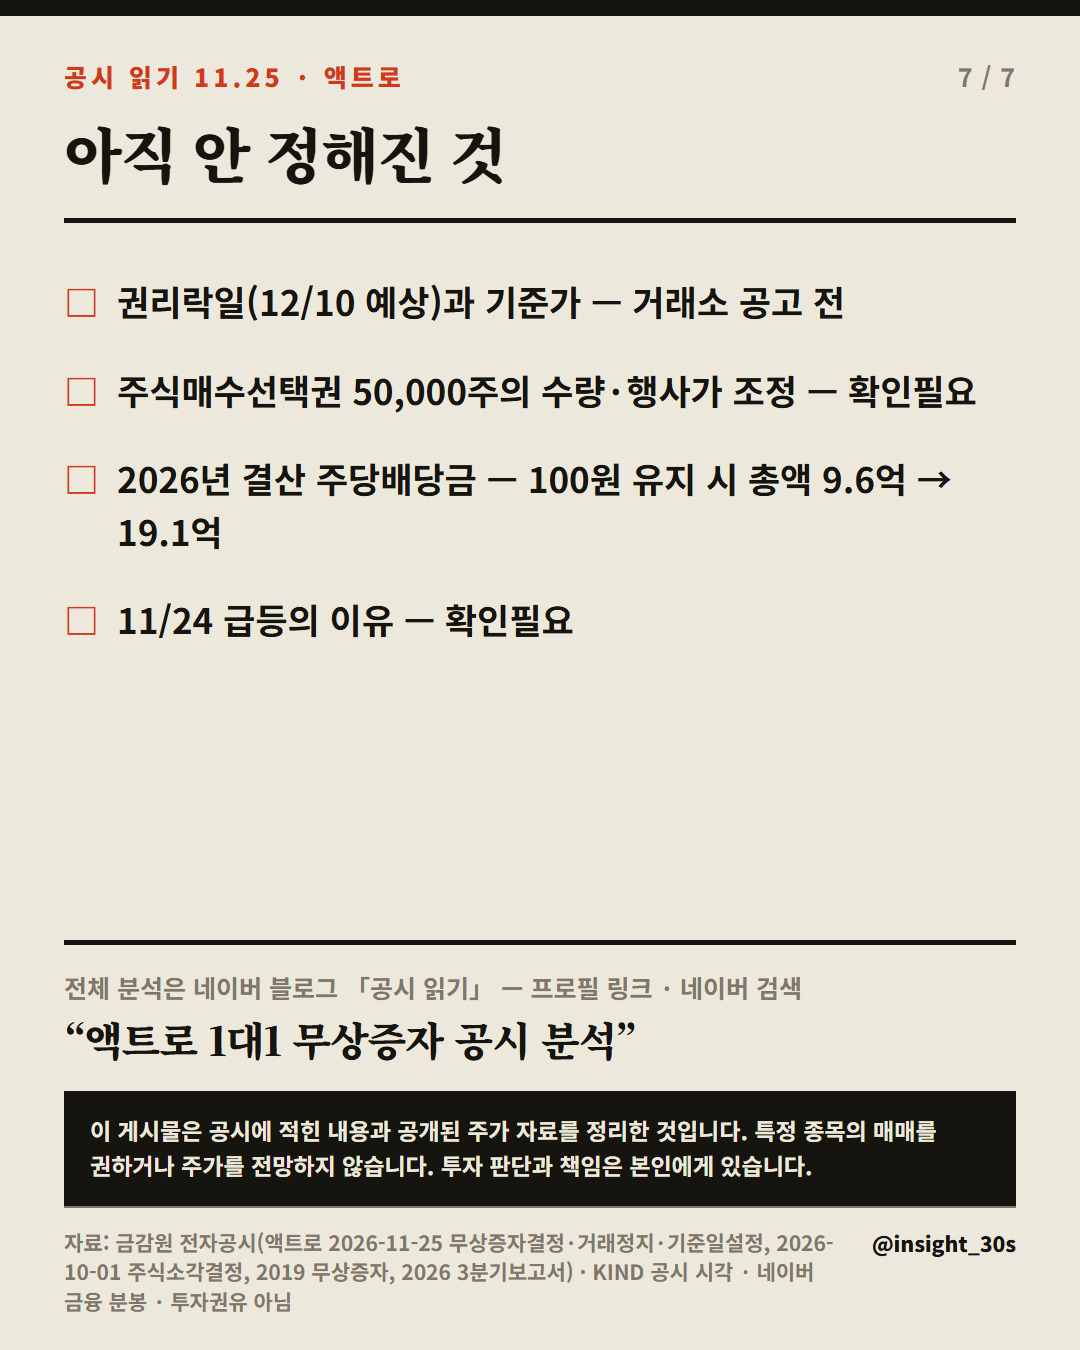 공시 읽기 11.25 · 액트로
7 / 7
아직 안 정해진 것
□ 권리락일(12/10 예상)과 기준가 — 거래소 공고 전
□ 주식매수선택권 50,000주의 수량·행사가 조정 — 확인필요
□ 2026년 결산 주당배당금 — 100원 유지 시 총액 9.6억 →
19.1억
□ 11/24 급등의 이유 — 확인필요
전체 분석은 네이버 블로그 「공시 읽기」 — 프로필 링크 · 네이버 검색
“액트로 1대1 무상증자 공시 분석”
이 게시물은 공시에 적힌 내용과 공개된 주가 자료를 정리한 것입니다. 특정 종목의 매매를
권하거나 주가를 전망하지 않습니다. 투자 판단과 책임은 본인에게 있습니다.
자료: 금감원 전자공시(액트로 2026-11-25 무상증자결정·거래정지·기준일설정, 2026-
10-01 주식소각결정, 2019 무상증자, 2026 3분기보고서) · KIND 공시 시각 · 네이버
금융 분봉 · 투자권유 아님
@insight_30s